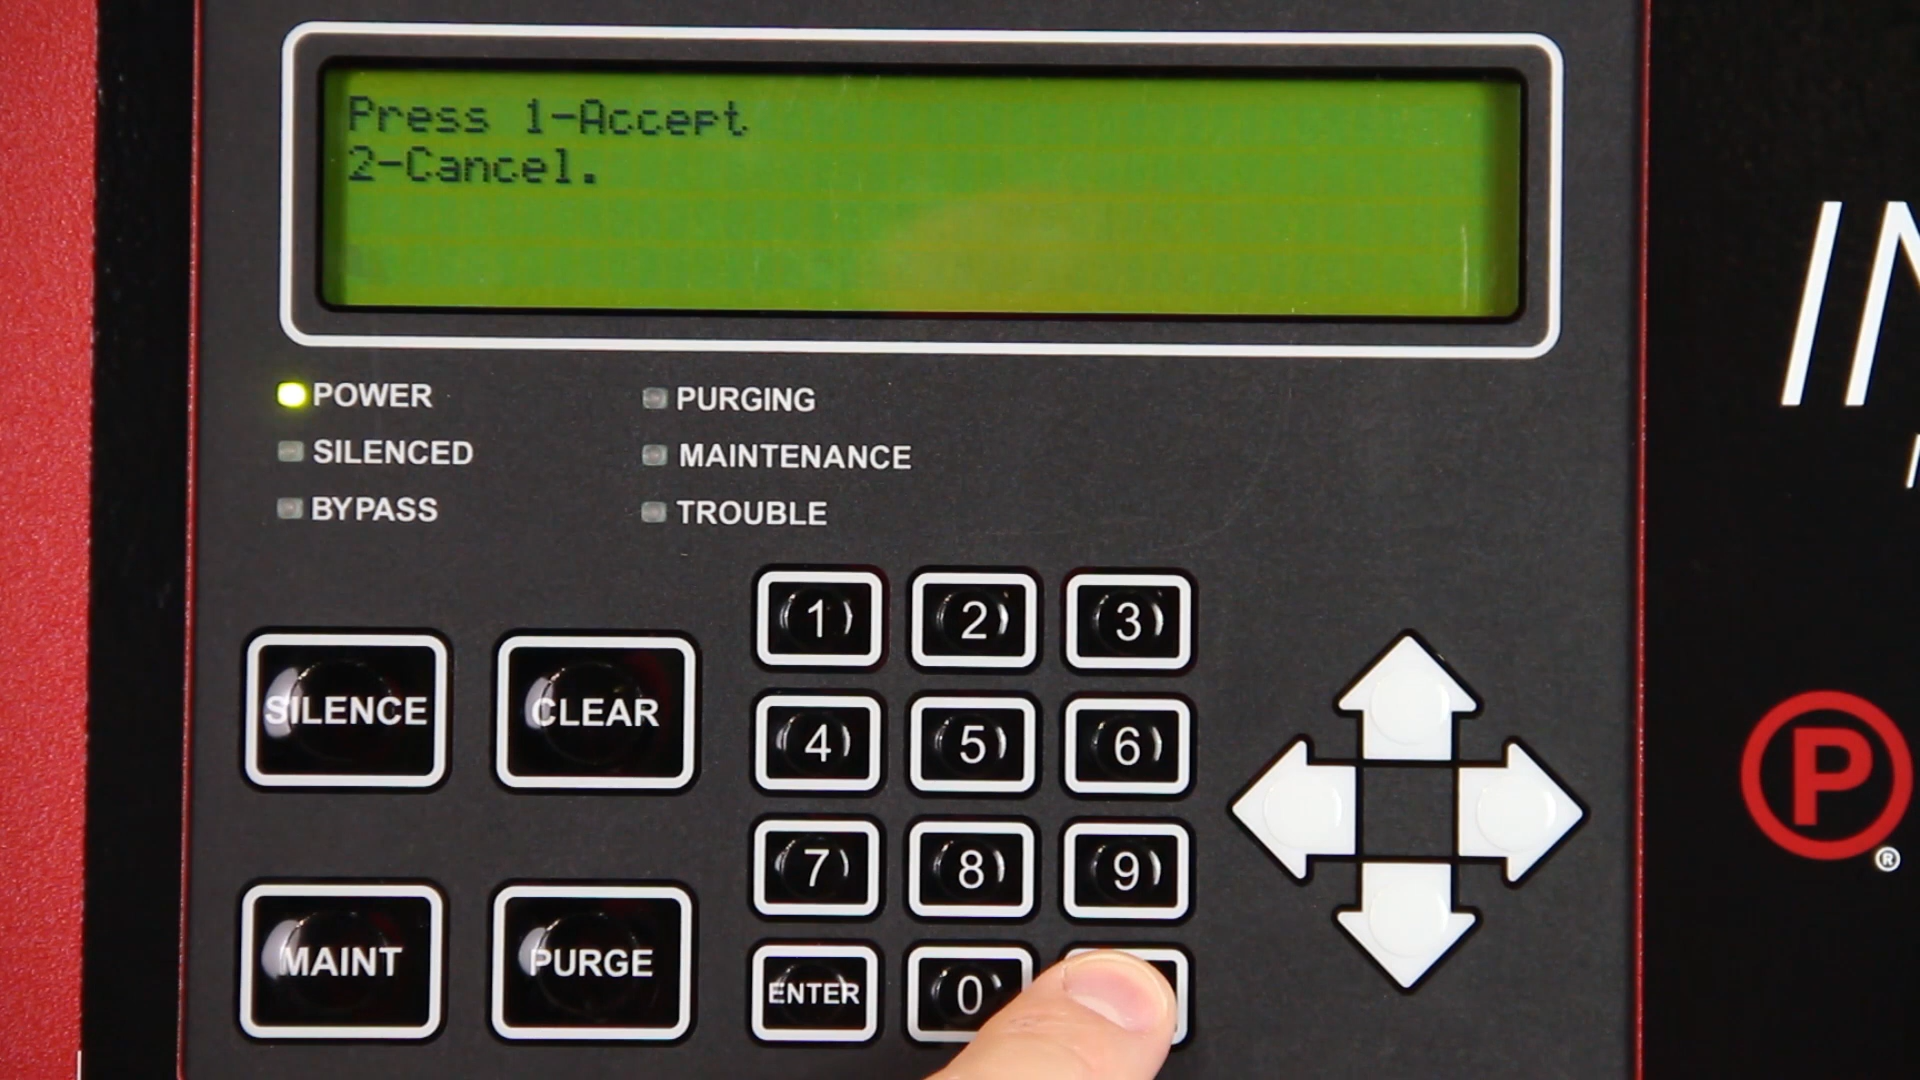 Press 1-Accept
2-Cancel.
POWER
PURGING
SILENCED
MAINTENANCE
BYPASS
TROUBLE
1 2 3
SILENCE CLEAR
4 5 6
7 8 9
MAINT PURGE
ENTER 0
P
®